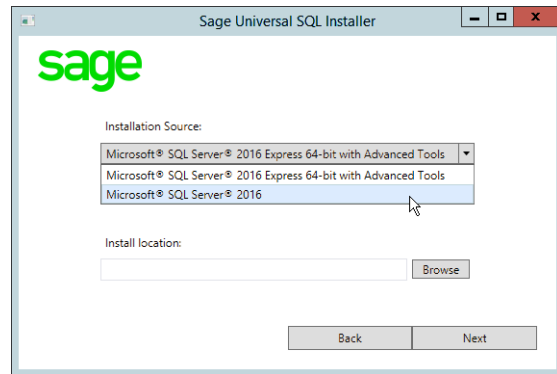 Sage Universal SQL Installer
sage
Installation Source:
Microsoft® SQL Server® 2016 Express 64-bit with Advanced Tools
Microsoft® SQL Server® 2016 Express 64-bit with Advanced Tools
Microsoft® SQL Server® 2016
Install location:
Browse
Back Next